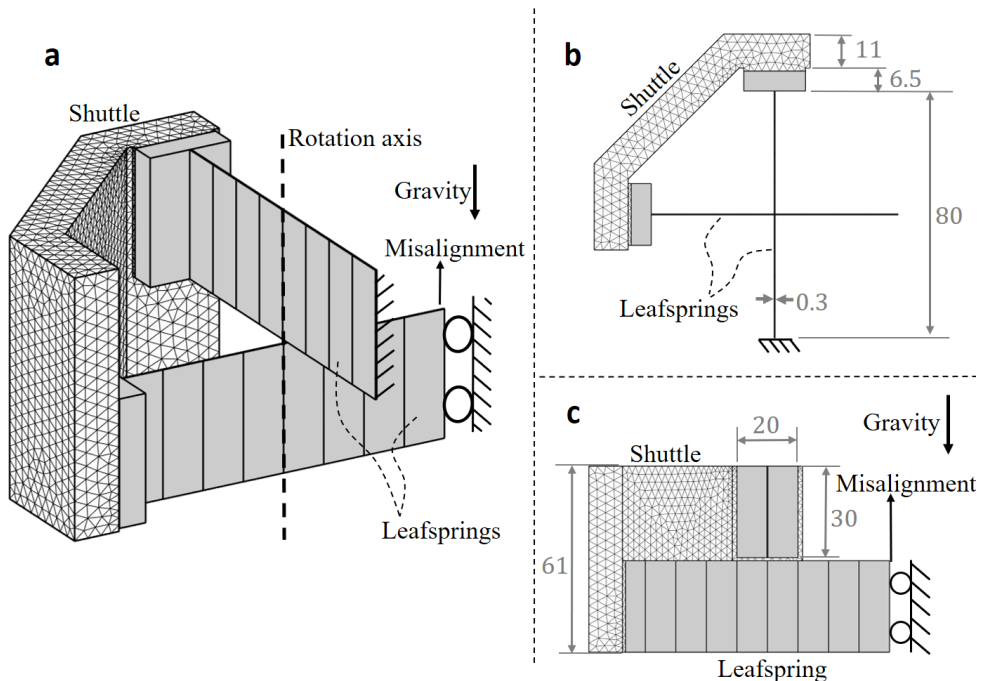 a
Shuttle
Rotation axis
Gravity
Misalignment
Leafsprings
b
Shuttle
11
6.5
80
Leafsprings
0.3
c
20
Gravity
Shuttle
Misalignment
30
61
Leafspring